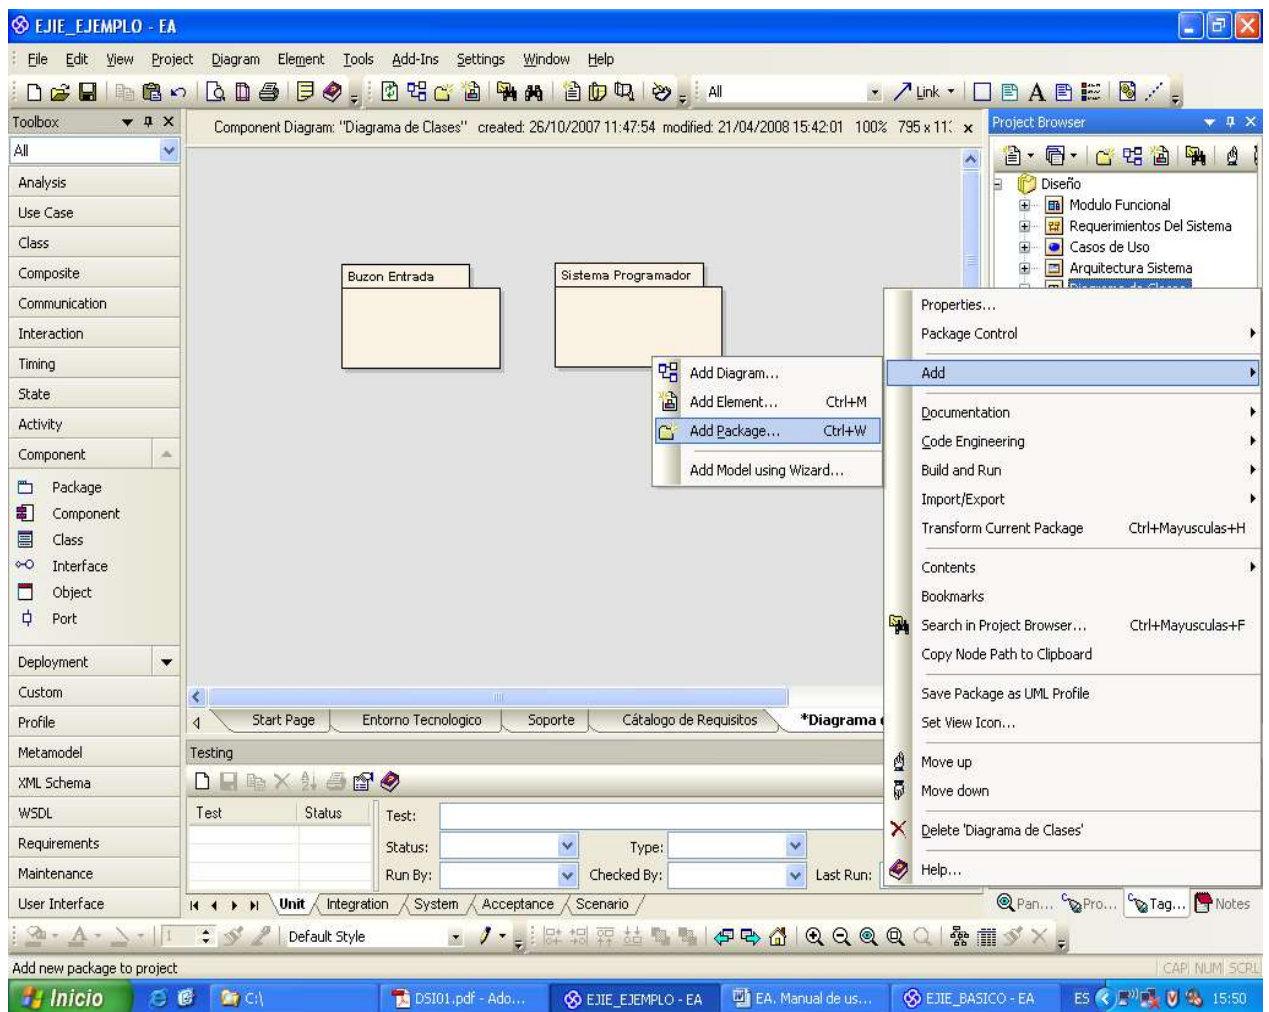 EJIE_EJEMPLO - EA
File Edit View Project Diagram Element Tools Add-Ins Settings Window Help
All Link
Toolbox
Component Diagram: "Diagrama de Clases" created: 26/10/2007 11:47:54 modified: 21/04/2008 15:42:01 100% 795 x 11
Project Browser
All
Analysis
Use Case
Class
Composite
Communication
Interaction
Timing
State
Activity
Component
Package
Component
Class
Interface
Object
Port
Deployment
Custom
Profile
Metamodel
XML Schema
WSDL
Requirements
Maintenance
User Interface
Buzon Entrada
Sistema Programador
Diseño
Modulo Funcional
Requerimientos Del Sistema
Casos de Uso
Arquitectura Sistema
Diagrama de Clases
Add Diagram...
Add Element... Ctrl+M
Add Package... Ctrl+W
Add Model using Wizard...
Properties...
Package Control
Add
Documentation
Code Engineering
Build and Run
Import/Export
Transform Current Package Ctrl+Mayusculas+H
Contents
Bookmarks
Search in Project Browser... Ctrl+Mayusculas+F
Copy Node Path to Clipboard
Save Package as UML Profile
Set View Icon...
Move up
Move down
Delete 'Diagrama de Clases'
Help...
Start Page Entorno Tecnologico Soporte Cátalogo de Requisitos *Diagrama
Testing
Test Status Test:
Status: Type:
Run By: Checked By: Last Run:
Unit Integration System Acceptance Scenario
Pan... Pro... Tag... Notes
1 Default Style
Add new package to project
CAP NUM SCRL
Inicio C:\ DSI01.pdf - Ado... EJIE_EJEMPLO - EA EA. Manual de us... EJIE_BASICO - EA ES 15:50